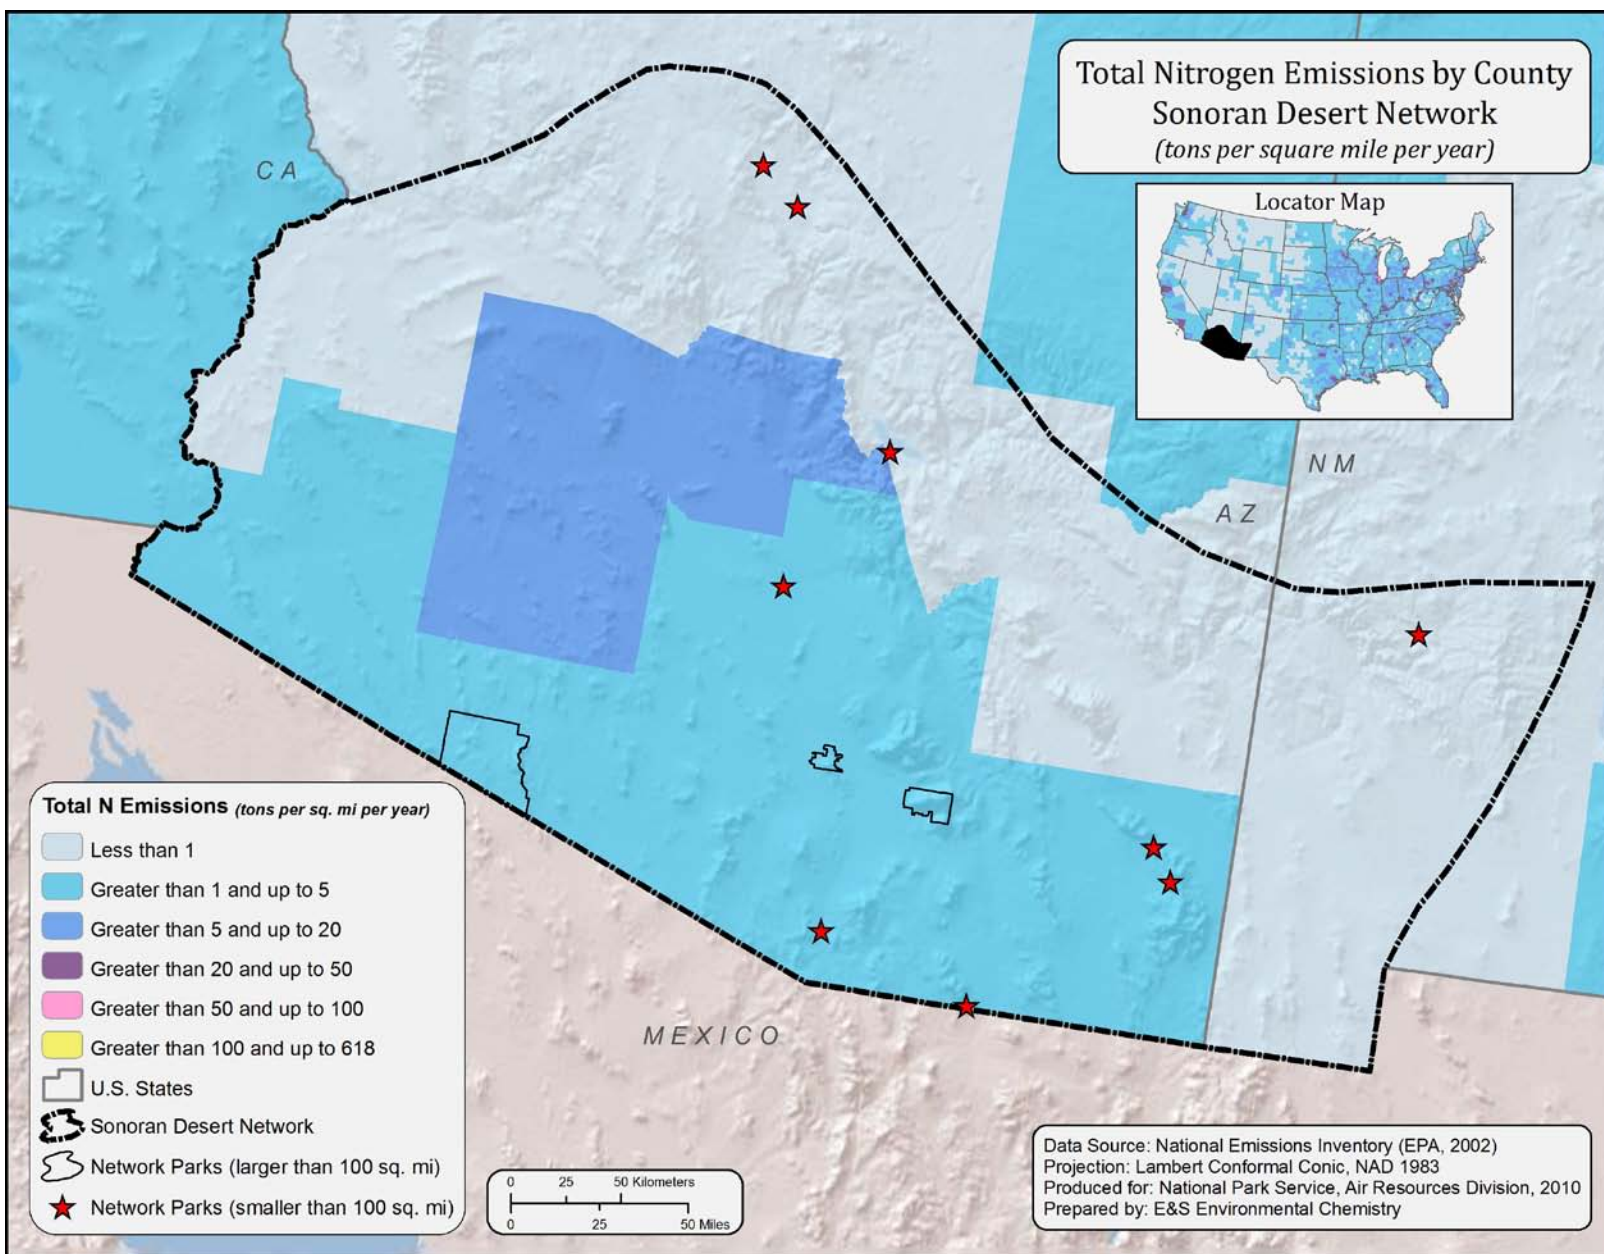 Total Nitrogen Emissions by County
Sonoran Desert Network
(tons per square mile per year)
Locator Map
CA
NM
AZ
MEXICO
Total N Emissions (tons per sq. mi per year)
Less than 1
Greater than 1 and up to 5
Greater than 5 and up to 20
Greater than 20 and up to 50
Greater than 50 and up to 100
Greater than 100 and up to 618
U.S. States
Sonoran Desert Network
Network Parks (larger than 100 sq. mi)
Network Parks (smaller than 100 sq. mi)
0 25 50 Kilometers
0 25 50 Miles
Data Source: National Emissions Inventory (EPA, 2002)
Projection: Lambert Conformal Conic, NAD 1983
Produced for: National Park Service, Air Resources Division, 2010
Prepared by: E&S Environmental Chemistry